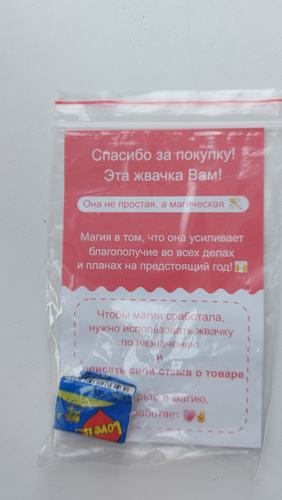 Спасибо за покупку!
Эта жвачка Вам!
Она не простая, а магическая
Магия в том, что она усиливает
благополучие во всех делах
и планах на предстоящий год!
Чтобы магия сработала,
нужно использовать жвачку
по назначению
и
написать свой отзыв о товаре
рьте в магию,
работает
Love is...